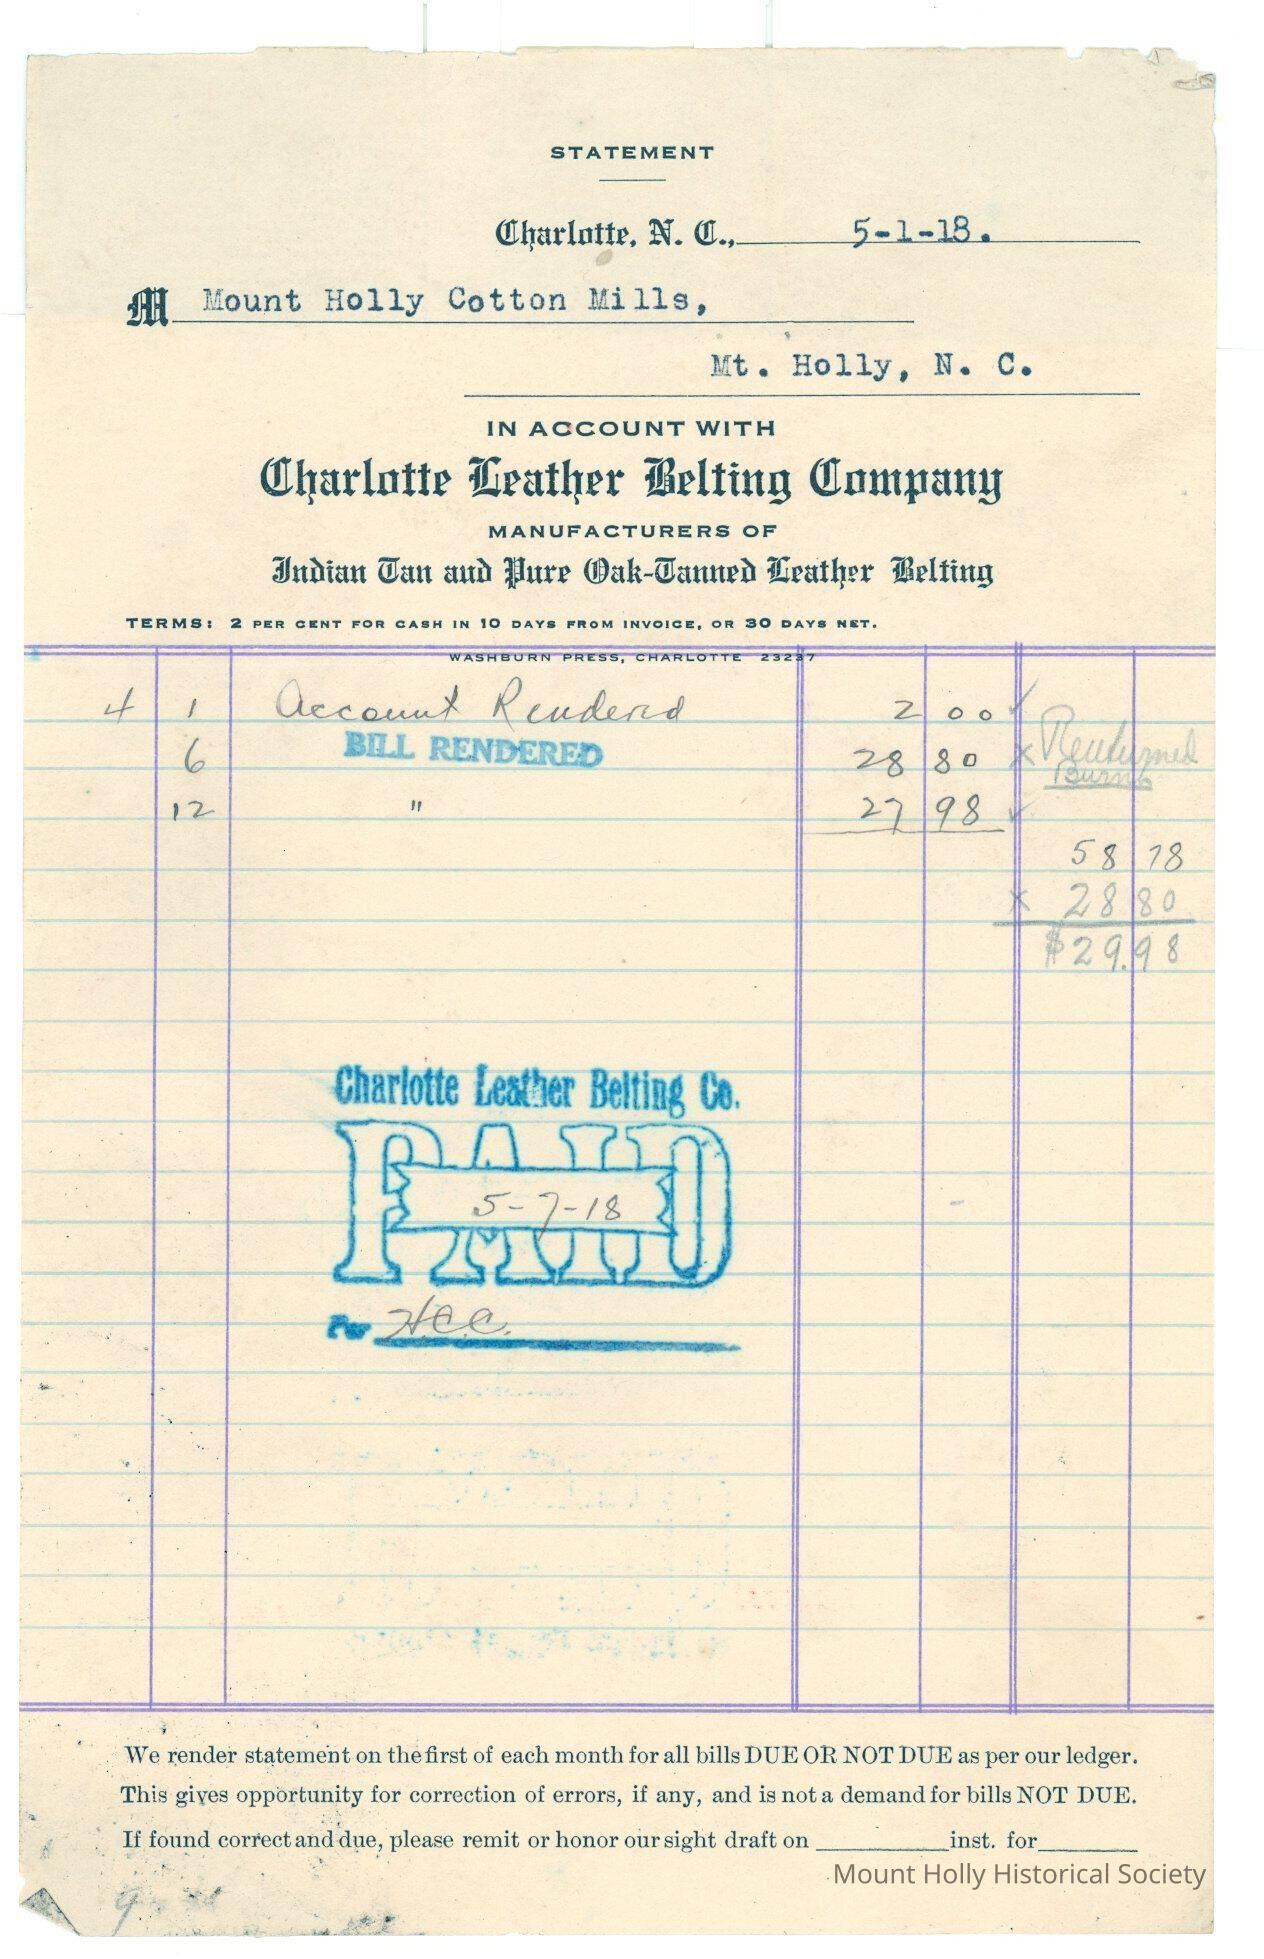 STATEMENT
Charlotte, N. C., 5-1-18.
M Mount Holly Cotton Mills,
Mt. Holly, N. C.
IN ACCOUNT WITH
Charlotte Leather Belting Company
MANUFACTURERS OF
Indian Tan and Pure Oak-Tanned Leather Belting
TERMS: 2 PER CENT FOR CASH IN 10 DAYS FROM INVOICE, OR 30 DAYS NET.
WASHBURN PRESS, CHARLOTTE 23237
4 1 Account Rendered 2 00 ✓
6 BILL RENDERED 28 80 x Reuturned
12 " 27 98 ✓
58 78
x 28 80
$29.98
Charlotte Leather Belting Co.
PAID
5-7-18
Per H.C.C.
We render statement on the first of each month for all bills DUE OR NOT DUE as per our ledger.
This gives opportunity for correction of errors, if any, and is not a demand for bills NOT DUE.
If found correct and due, please remit or honor our sight draft on ________ inst. for ________
Mount Holly Historical Society